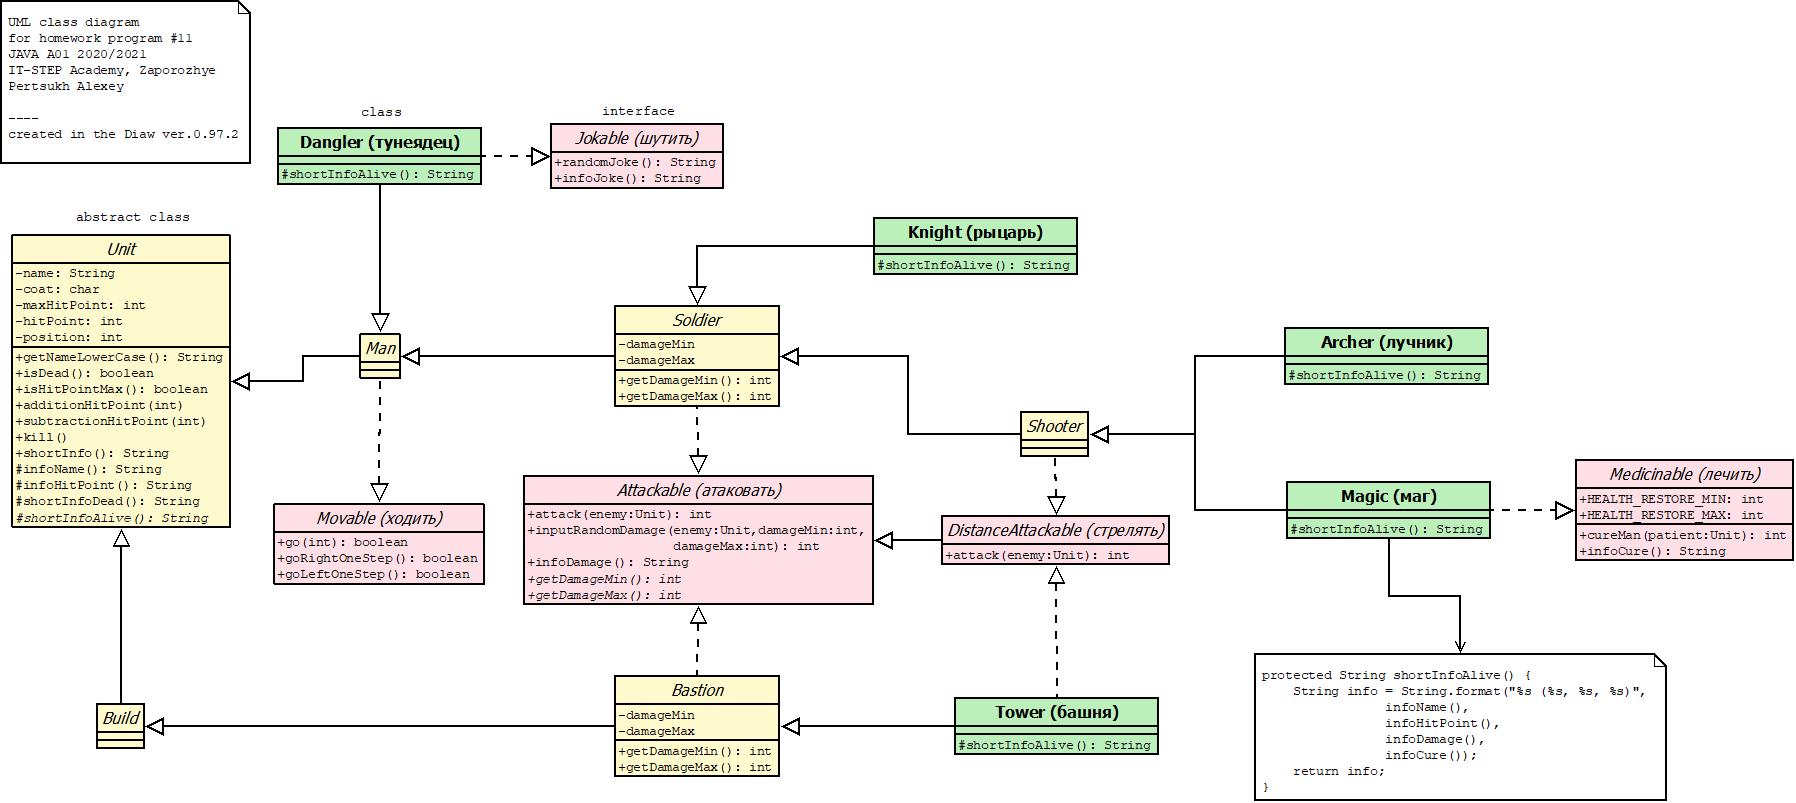 UML class diagram
for homework program #11
JAVA A01 2020/2021
IT-STEP Academy, Zaporozhye
Pertsukh Alexey
----
created in the Diaw ver.0.97.2
class
Dangler (тунеядец)
#shortInfoAlive(): String
interface
Jokable (шутить)
+randomJoke(): String
+infoJoke(): String
abstract class
Unit
-name: String
-coat: char
-maxHitPoint: int
-hitPoint: int
-position: int
+getNameLowerCase(): String
+isDead(): boolean
+isHitPointMax(): boolean
+additionHitPoint(int)
+subtractionHitPoint(int)
+kill()
+shortInfo(): String
#infoName(): String
#infoHitPoint(): String
#shortInfoDead(): String
#shortInfoAlive(): String
Knight (рыцарь)
#shortInfoAlive(): String
Man
Soldier
-damageMin
-damageMax
+getDamageMin(): int
+getDamageMax(): int
Archer (лучник)
#shortInfoAlive(): String
Shooter
Magic (маг)
#shortInfoAlive(): String
Medicinable (лечить)
+HEALTH_RESTORE_MIN: int
+HEALTH_RESTORE_MAX: int
+cureMan(patient:Unit): int
+infoCure(): String
Movable (ходить)
+go(int): boolean
+goRightOneStep(): boolean
+goLeftOneStep(): boolean
Attackable (атаковать)
+attack(enemy:Unit): int
+inputRandomDamage(enemy:Unit,damageMin:int,
damageMax:int): int
+infoDamage(): String
+getDamageMin(): int
+getDamageMax(): int
DistanceAttackable (стрелять)
+attack(enemy:Unit): int
Build
Bastion
-damageMin
-damageMax
+getDamageMin(): int
+getDamageMax(): int
Tower (башня)
#shortInfoAlive(): String
protected String shortInfoAlive() {
String info = String.format("%s (%s, %s, %s)",
infoName(),
infoHitPoint(),
infoDamage(),
infoCure());
return info;
}